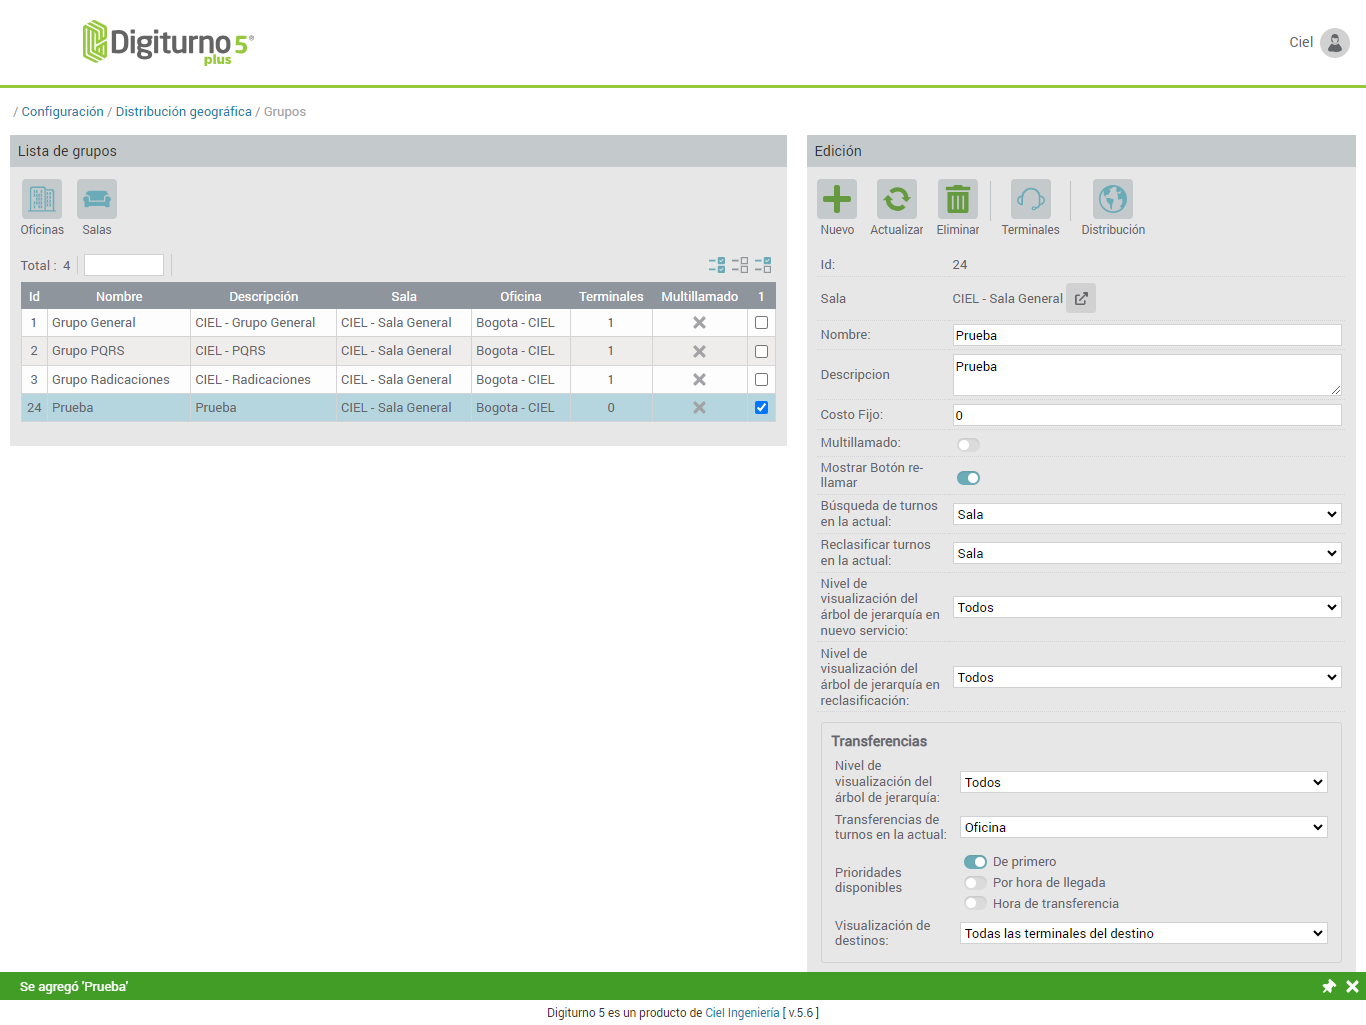 Digiturno 5®
plus
Ciel
/ Configuración / Distribución geográfica / Grupos
Lista de grupos
Oficinas
Salas
Total : 4
Id Nombre Descripción Sala Oficina Terminales Multillamado 1
1 Grupo General CIEL - Grupo General CIEL - Sala General Bogota - CIEL 1
2 Grupo PQRS CIEL - PQRS CIEL - Sala General Bogota - CIEL 1
3 Grupo Radicaciones CIEL - Radicaciones CIEL - Sala General Bogota - CIEL 1
24 Prueba Prueba CIEL - Sala General Bogota - CIEL 0
Edición
Nuevo Actualizar Eliminar Terminales Distribución
Id: 24
Sala CIEL - Sala General
Nombre: Prueba
Descripcion Prueba
Costo Fijo: 0
Multillamado:
Mostrar Botón re-
llamar
Búsqueda de turnos
en la actual:
Sala
Reclasificar turnos
en la actual:
Sala
Nivel de
visualización del
árbol de jerarquía en
nuevo servicio:
Todos
Nivel de
visualización del
árbol de jerarquía en
reclasificación:
Todos
Transferencias
Nivel de
visualización del
árbol de jerarquía:
Todos
Transferencias de
turnos en la actual:
Oficina
Prioridades
disponibles
De primero
Por hora de llegada
Hora de transferencia
Visualización de
destinos:
Todas las terminales del destino
Se agregó 'Prueba'
Digiturno 5 es un producto de Ciel Ingeniería [ v.5.6 ]